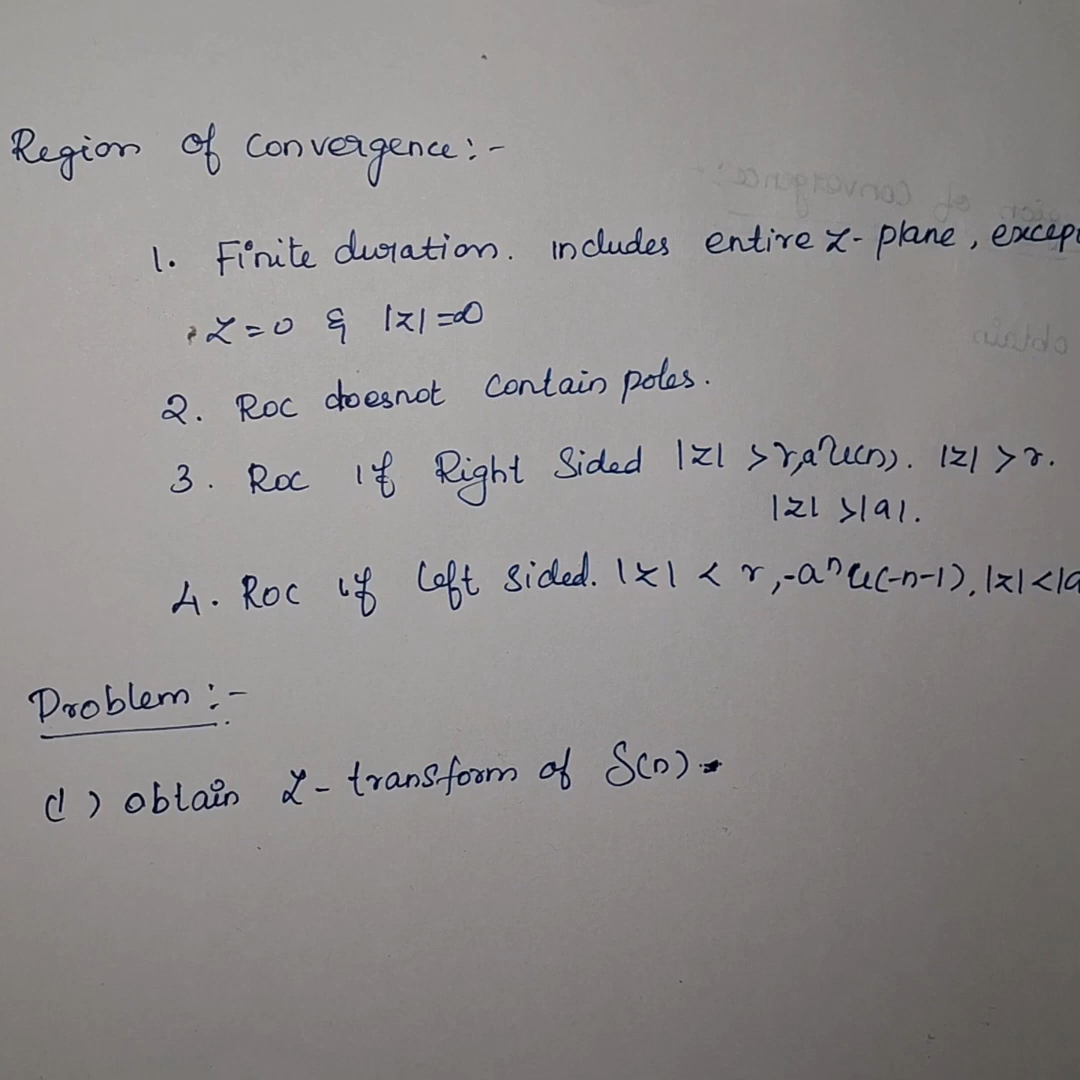 Region of convergence:-
1. Finite duration. includes entire z-plane, except
z=0 & |z|=∞
2. Roc doesnot contain poles.
3. Roc if Right Sided |z| >r, aⁿu(n). |z| >r.
|z| >|a|.
4. Roc if left sided. |z| < r, -aⁿu(-n-1), |z|<|a
Problem:-
(1) obtain z-transform of δ(n).